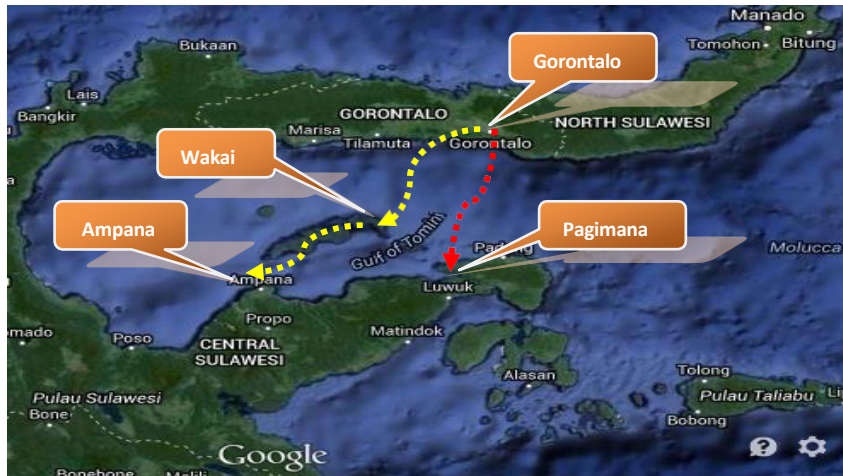 Manado
Bukaan
Tomohon
Bitung
Gorontalo
Lais
Bangkir
GORONTALO
NORTH SULAWESI
Marisa
Tilamuta
Gorontalo
Wakai
Ampana
Pagimana
Gulf of Tomini
Molucca
Ampana
Luwuk
Propo
Poso
CENTRAL
SULAWESI
Matindok
Alasan
Tolong
Pulau Sulawesi
Pulau Taliabu
Bone
Bobong
Google